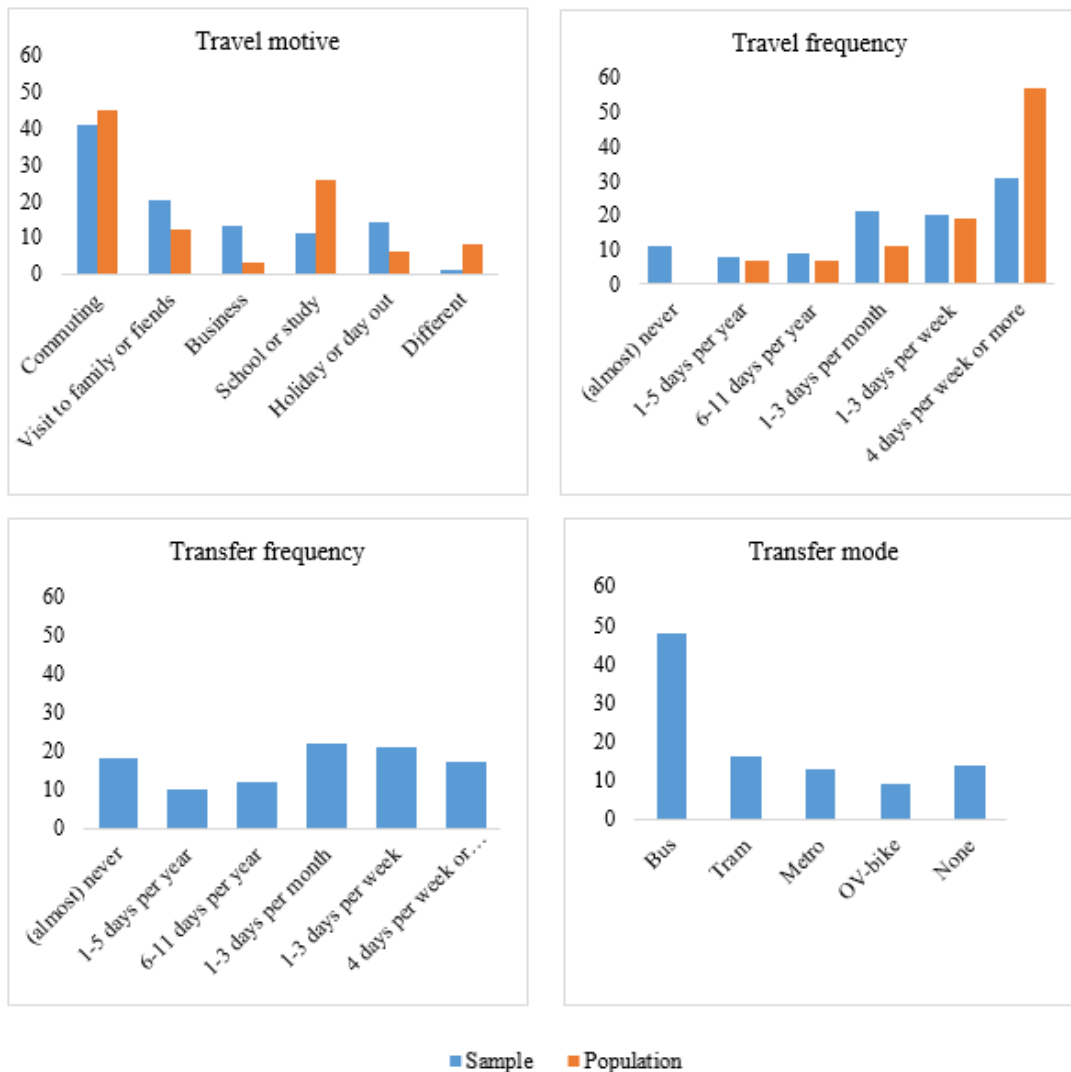 Travel motive
60
50
40
30
20
10
0
Commuting
Visit to family or fiends
Business
School or study
Holiday or day out
Different
Travel frequency
60
50
40
30
20
10
0
(almost) never
1-5 days per year
6-11 days per year
1-3 days per month
1-3 days per week
4 days per week or more
Transfer frequency
60
50
40
30
20
10
0
(almost) never
1-5 days per year
6-11 days per year
1-3 days per month
1-3 days per week
4 days per week or…
Transfer mode
60
50
40
30
20
10
0
Bus
Tram
Metro
OV-bike
None
Sample Population